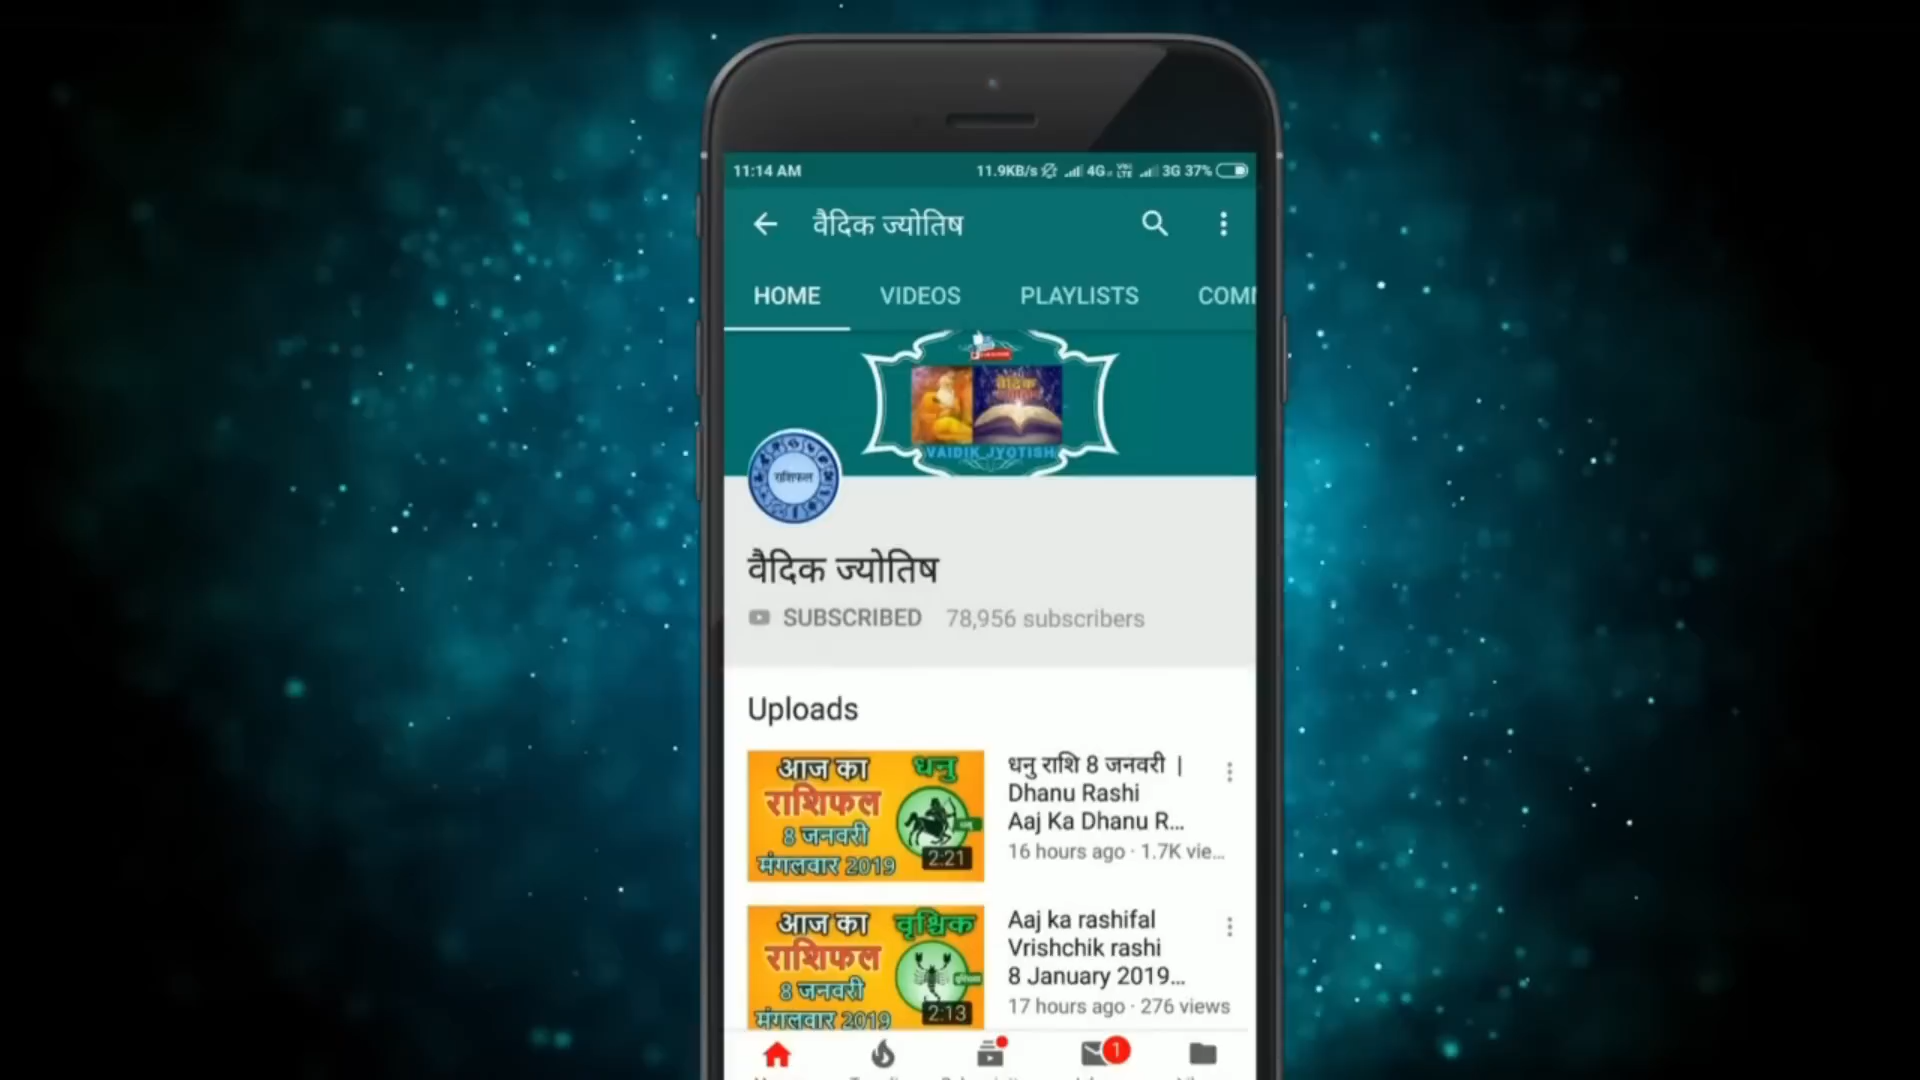 11:14 AM 11.9KB/s 4G VoLTE 3G 37%
वैदिक ज्योतिष
HOME VIDEOS PLAYLISTS COMM
वैदिक
VAIDIK JYOTISH
राशिफल
वैदिक ज्योतिष
SUBSCRIBED 78,956 subscribers
Uploads
आज का धनु
राशिफल
8 जनवरी
मंगलवार 2019
2:21
धनु राशि 8 जनवरी |
Dhanu Rashi
Aaj Ka Dhanu R...
16 hours ago · 1.7K vie...
आज का वृश्चिक
राशिफल
8 जनवरी
मंगलवार 2019
2:13
Aaj ka rashifal
Vrishchik rashi
8 January 2019...
17 hours ago · 276 views
1